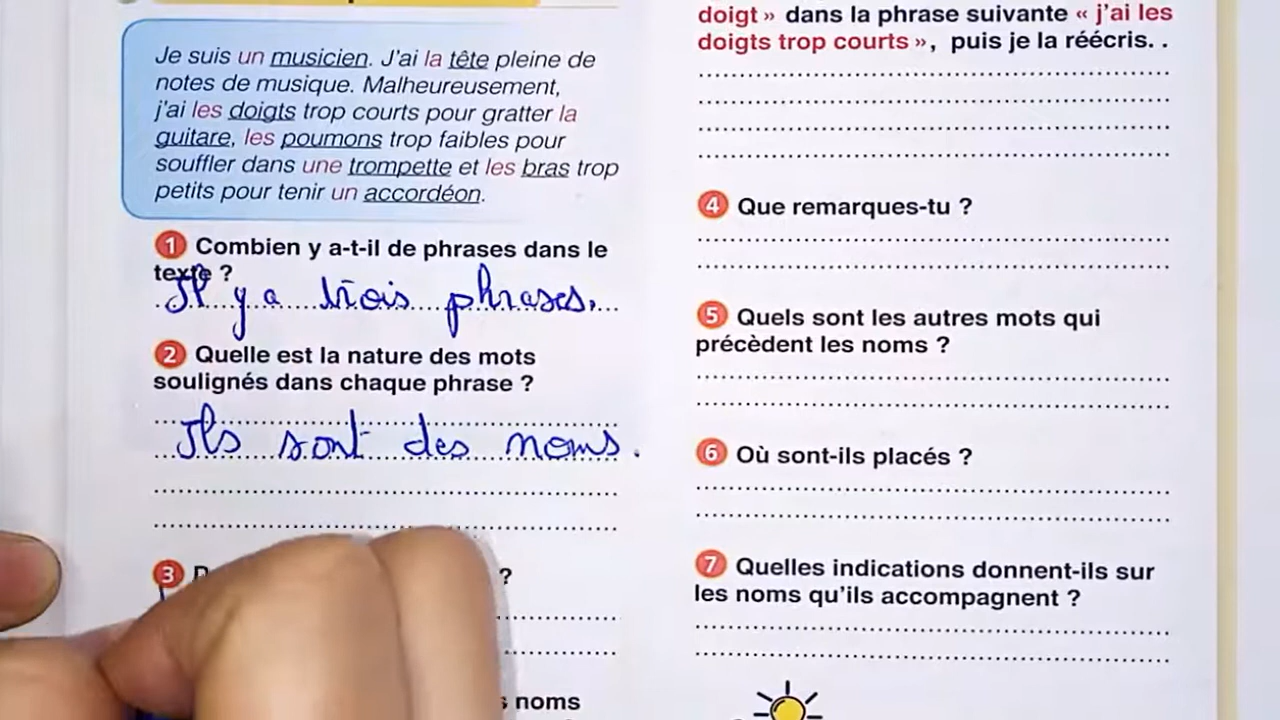 Je suis un musicien. J'ai la tête pleine de
notes de musique. Malheureusement,
j'ai les doigts trop courts pour gratter la
guitare, les poumons trop faibles pour
souffler dans une trompette et les bras trop
petits pour tenir un accordéon.
1 Combien y a-t-il de phrases dans le
texte ?
Il y a trois phrases.
2 Quelle est la nature des mots
soulignés dans chaque phrase ?
Ils sont des noms.
3 ?
noms
doigt » dans la phrase suivante « j'ai les
doigts trop courts », puis je la réécris. .
4 Que remarques-tu ?
5 Quels sont les autres mots qui
précèdent les noms ?
6 Où sont-ils placés ?
7 Quelles indications donnent-ils sur
les noms qu'ils accompagnent ?